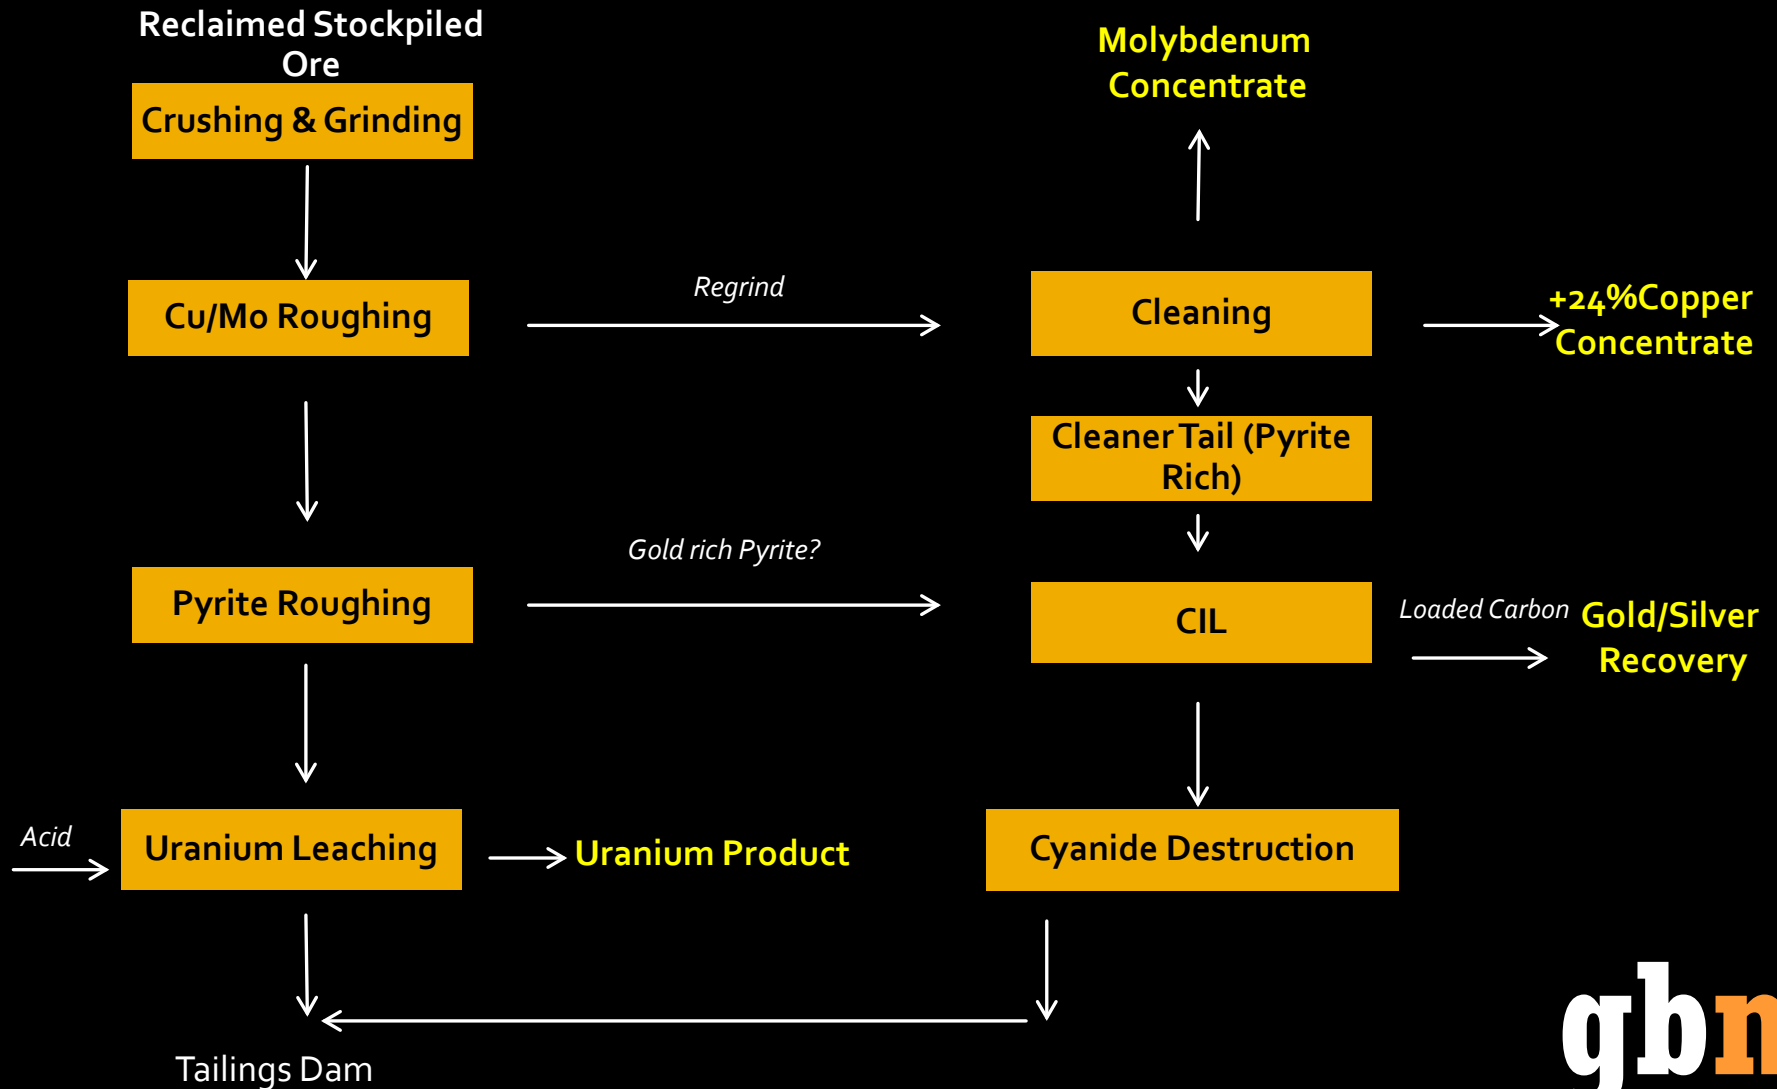 Reclaimed Stockpiled
Ore
Crushing & Grinding
Molybdenum
Concentrate
Cu/Mo Roughing
Regrind
Cleaning
+24%Copper
Concentrate
Cleaner Tail (Pyrite
Rich)
Pyrite Roughing
Gold rich Pyrite?
CIL
Loaded Carbon
Gold/Silver
Recovery
Acid
Uranium Leaching
Uranium Product
Cyanide Destruction
Tailings Dam
gbm